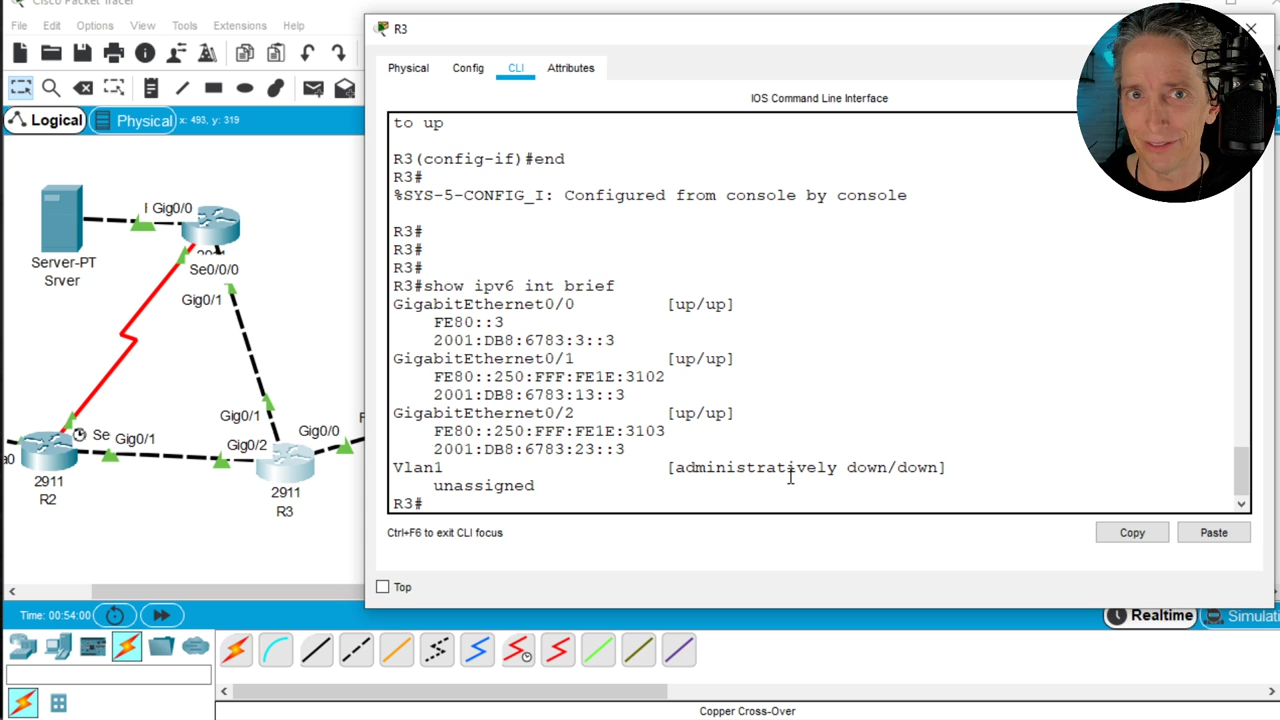 Cisco Packet Tracer
File Edit Options View Tools Extensions Help
Logical
Physical
x: 493, y: 319
Gig0/0
Server-PT
Srver
Se0/0/0
Gig0/1
Gig0/1
Se
Gig0/1
Gig0/2
Gig0/0
2911
R2
2911
R3
R3
Physical Config CLI Attributes
IOS Command Line Interface
to up
R3(config-if)#end
R3#
%SYS-5-CONFIG_I: Configured from console by console
R3#
R3#
R3#
R3#show ipv6 int brief
GigabitEthernet0/0 [up/up]
FE80::3
2001:DB8:6783:3::3
GigabitEthernet0/1 [up/up]
FE80::250:FFF:FE1E:3102
2001:DB8:6783:13::3
GigabitEthernet0/2 [up/up]
FE80::250:FFF:FE1E:3103
2001:DB8:6783:23::3
Vlan1 [administratively down/down]
unassigned
R3#
Ctrl+F6 to exit CLI focus
Copy
Paste
Top
Time: 00:54:00
Realtime
Copper Cross-Over